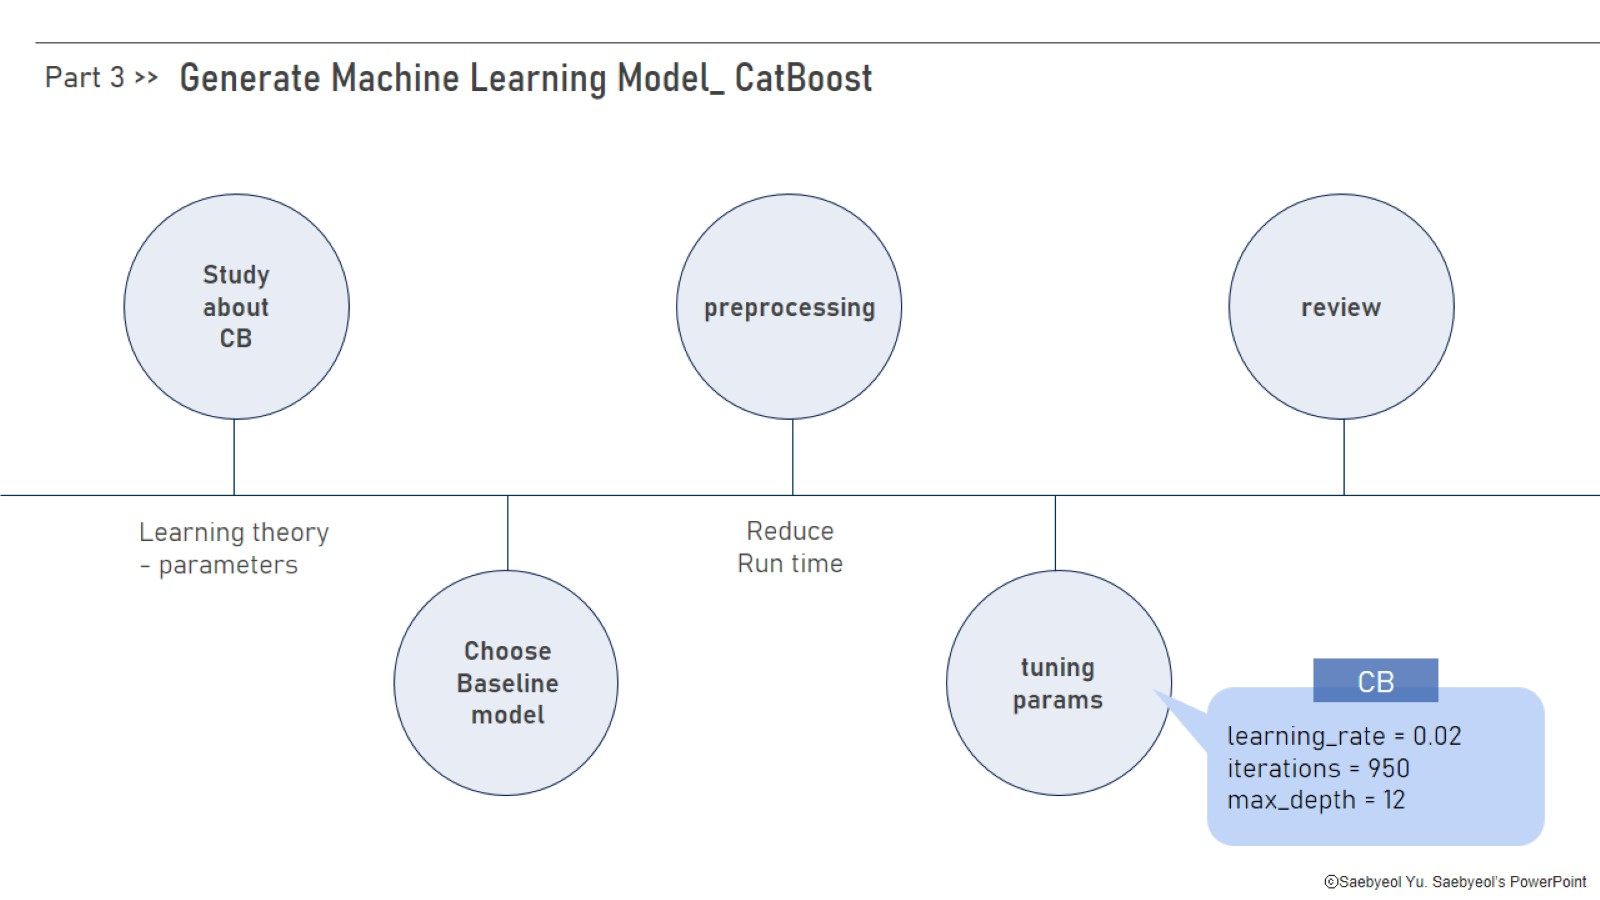 Part 3 >> Generate Machine Learning Model_ CatBoost
Study
about
CB
preprocessing
review
Learning theory
- parameters
Reduce
Run time
Choose
Baseline
model
tuning
params
CB
learning_rate = 0.02
iterations = 950
max_depth = 12
ⓒSaebyeol Yu. Saebyeol's PowerPoint